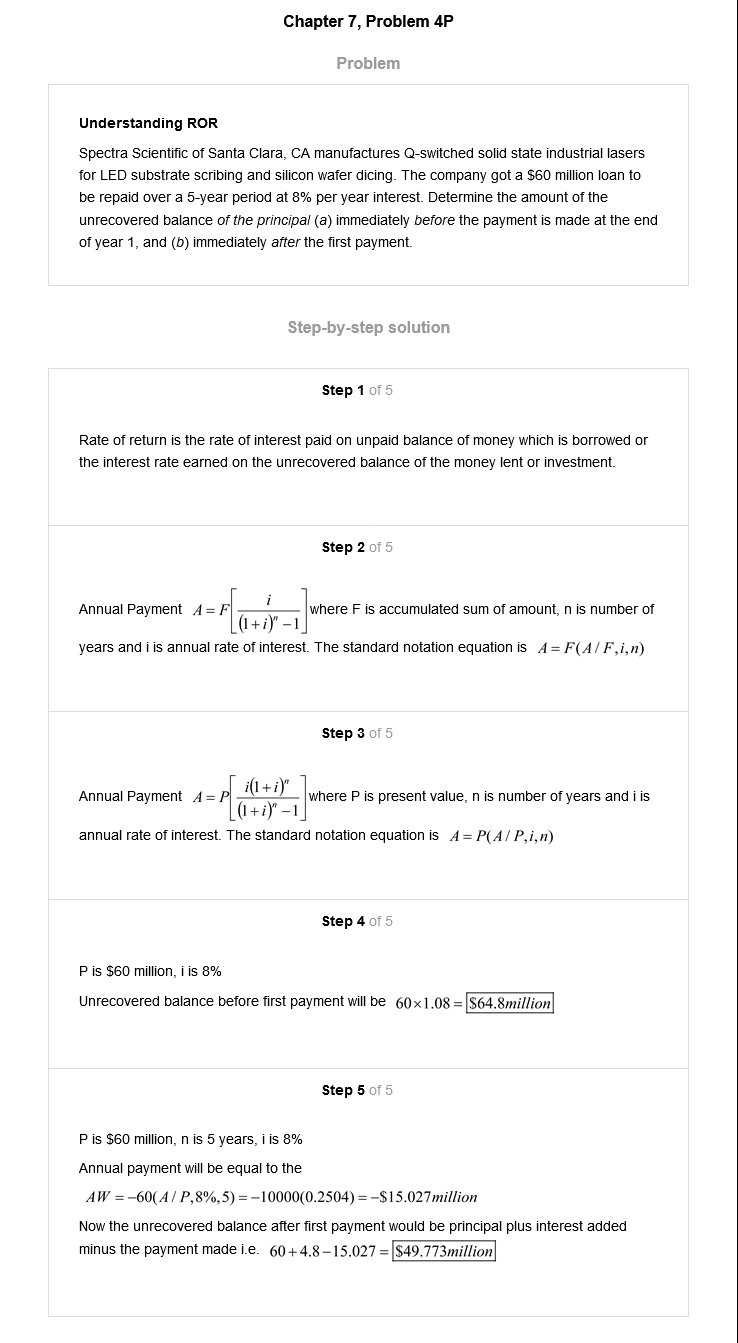 Chapter 7, Problem 4P
Problem
Understanding ROR
Spectra Scientific of Santa Clara, CA manufactures Q-switched solid state industrial lasers
for LED substrate scribing and silicon wafer dicing. The company got a $60 million loan to
be repaid over a 5-year period at 8% per year interest. Determine the amount of the
unrecovered balance of the principal (a) immediately before the payment is made at the end
of year 1, and (b) immediately after the first payment.
Step-by-step solution
Step 1 of 5
Rate of return is the rate of interest paid on unpaid balance of money which is borrowed or
the interest rate earned on the unrecovered balance of the money lent or investment.
Step 2 of 5
Annual Payment A = F[i / ((1+i)^n − 1)] where F is accumulated sum of amount, n is number of
years and i is annual rate of interest. The standard notation equation is A = F(A/F,i,n)
Step 3 of 5
Annual Payment A = P[i(1+i)^n / ((1+i)^n − 1)] where P is present value, n is number of years and i is
annual rate of interest. The standard notation equation is A = P(A/P,i,n)
Step 4 of 5
P is $60 million, i is 8%
Unrecovered balance before first payment will be 60×1.08 = $64.8million
Step 5 of 5
P is $60 million, n is 5 years, i is 8%
Annual payment will be equal to the
AW = −60(A/P,8%,5) = −10000(0.2504) = −$15.027million
Now the unrecovered balance after first payment would be principal plus interest added
minus the payment made i.e. 60+4.8−15.027 = $49.773million